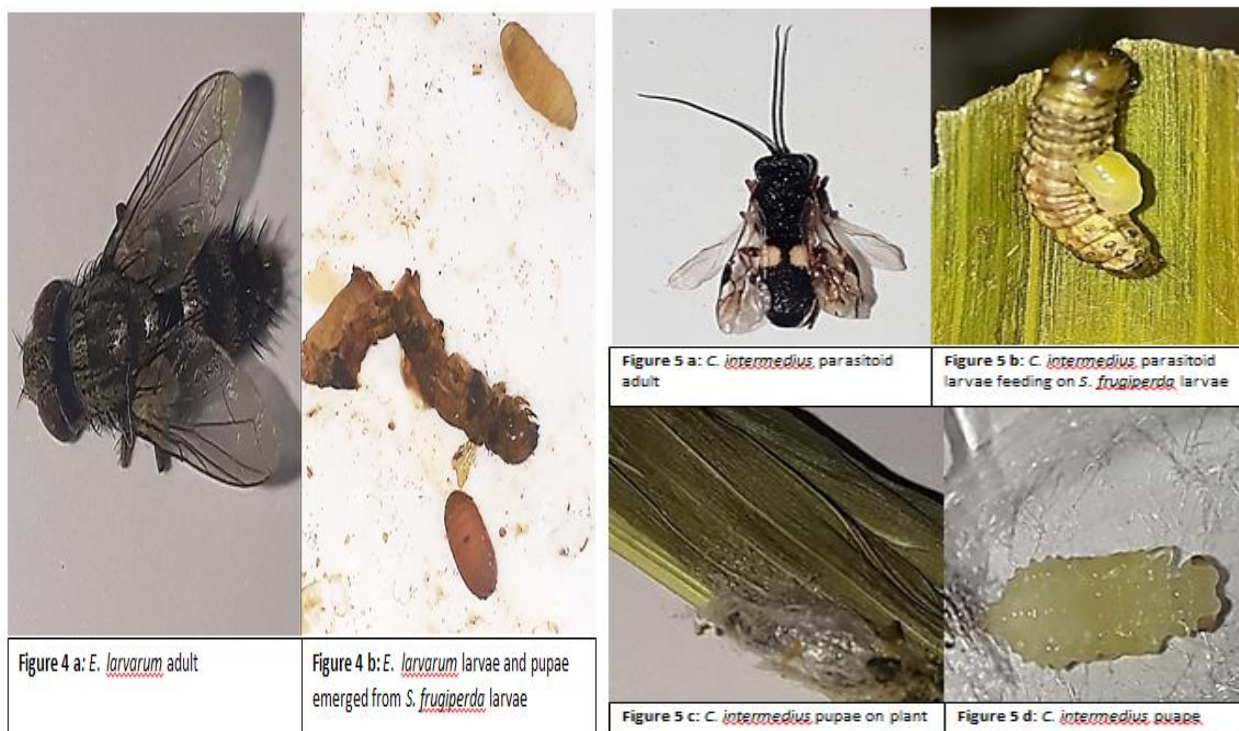 Figure 4 a: E. larvarum adult
Figure 4 b: E. larvarum larvae and pupae
emerged from S. frugiperda larvae
Figure 5 a: C. intermedius parasitoid
adult
Figure 5 b: C. intermedius parasitoid
larvae feeding on S. frugiperda larvae
Figure 5 c: C. intermedius pupae on plant
Figure 5 d: C. intermedius puape